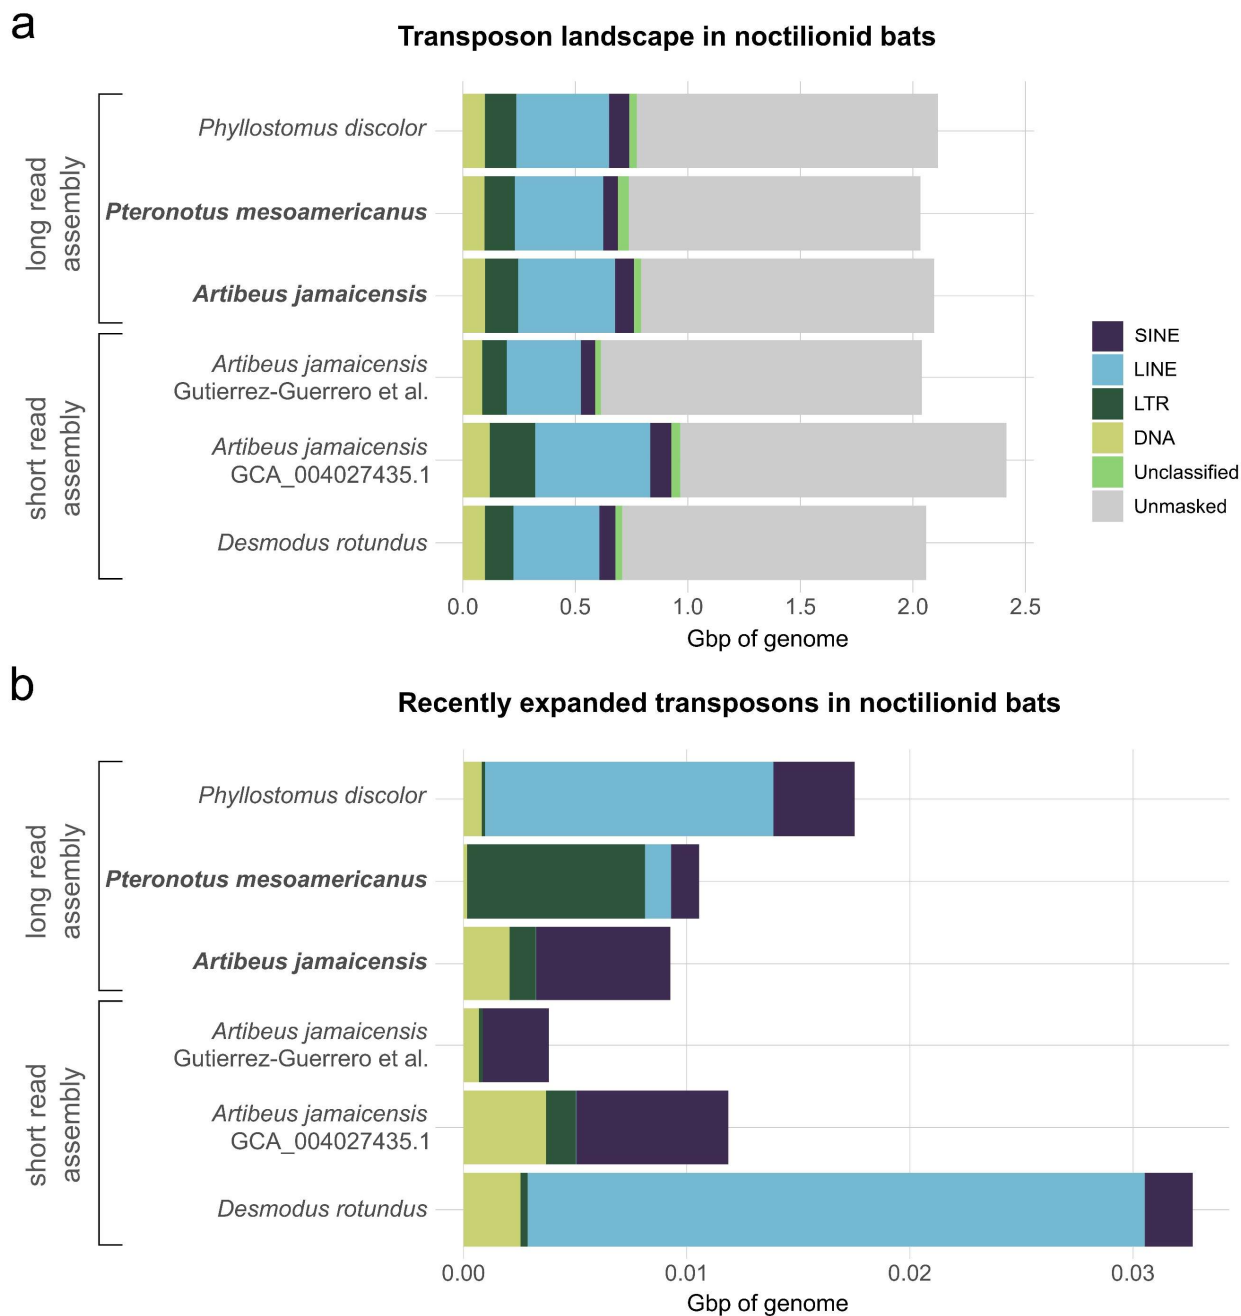 a
Transposon landscape in noctilionid bats
long read
assembly
Phyllostomus discolor
Pteronotus mesoamericanus
Artibeus jamaicensis
short read
assembly
Artibeus jamaicensis
Gutierrez-Guerrero et al.
Artibeus jamaicensis
GCA_004027435.1
Desmodus rotundus
0.0 0.5 1.0 1.5 2.0 2.5
Gbp of genome
SINE
LINE
LTR
DNA
Unclassified
Unmasked
b
Recently expanded transposons in noctilionid bats
long read
assembly
Phyllostomus discolor
Pteronotus mesoamericanus
Artibeus jamaicensis
short read
assembly
Artibeus jamaicensis
Gutierrez-Guerrero et al.
Artibeus jamaicensis
GCA_004027435.1
Desmodus rotundus
0.00 0.01 0.02 0.03
Gbp of genome